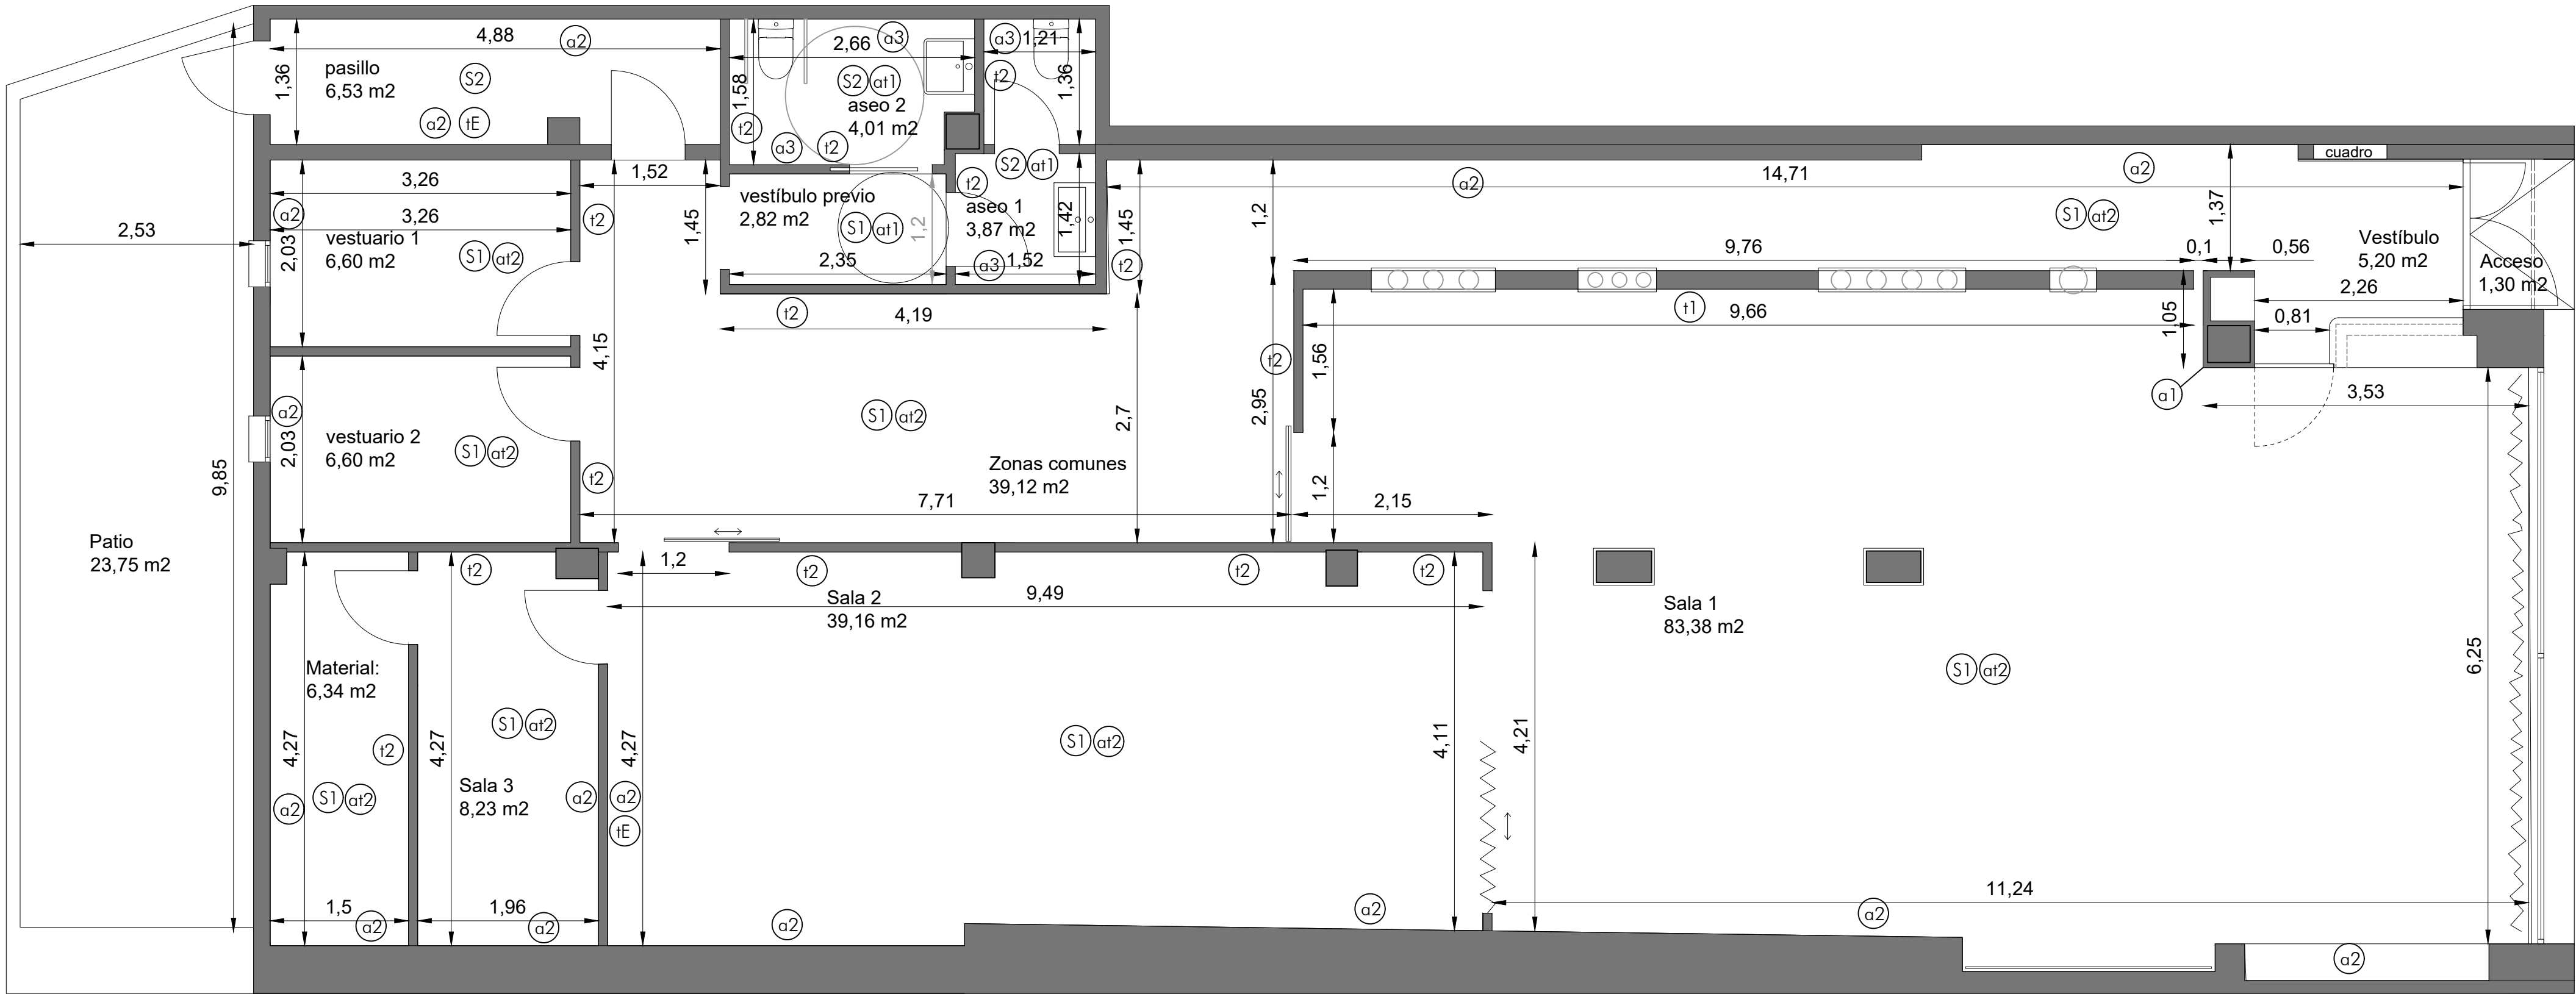 4,88
a2
1,36
pasillo
6,53 m2
S2
a2
tE
2,66
a3
1,58
S2
at1
aseo 2
4,01 m2
t2
a3
t2
a3
1,21
t2
1,36
S2
at1
cuadro
14,71
a2
a2
3,26
3,26
a2
2,03
vestuario 1
6,60 m2
S1
at2
t2
1,52
1,45
vestíbulo previo
2,82 m2
S1
at1
1,2
2,35
t2
aseo 1
3,87 m2
1,42
a3
1,52
1,45
t2
1,2
1,37
S1
at2
9,76
0,1
0,56
Vestíbulo
5,20 m2
Acceso
1,30 m2
2,26
0,81
2,53
t2
4,19
4,15
t1
9,66
1,05
t2
1,56
a1
3,53
a2
2,03
vestuario 2
6,60 m2
S1
at2
t2
S1
at2
2,7
2,95
Zonas comunes
39,12 m2
7,71
1,2
2,15
9,85
Patio
23,75 m2
t2
1,2
t2
t2
t2
Sala 2
39,16 m2
9,49
Sala 1
83,38 m2
S1
at2
6,25
Material:
6,34 m2
4,27
t2
S1
at2
a2
4,27
S1
at2
Sala 3
8,23 m2
a2
4,27
a2
tE
S1
at2
4,11
4,21
11,24
1,5
a2
1,96
a2
a2
a2
a2
a2